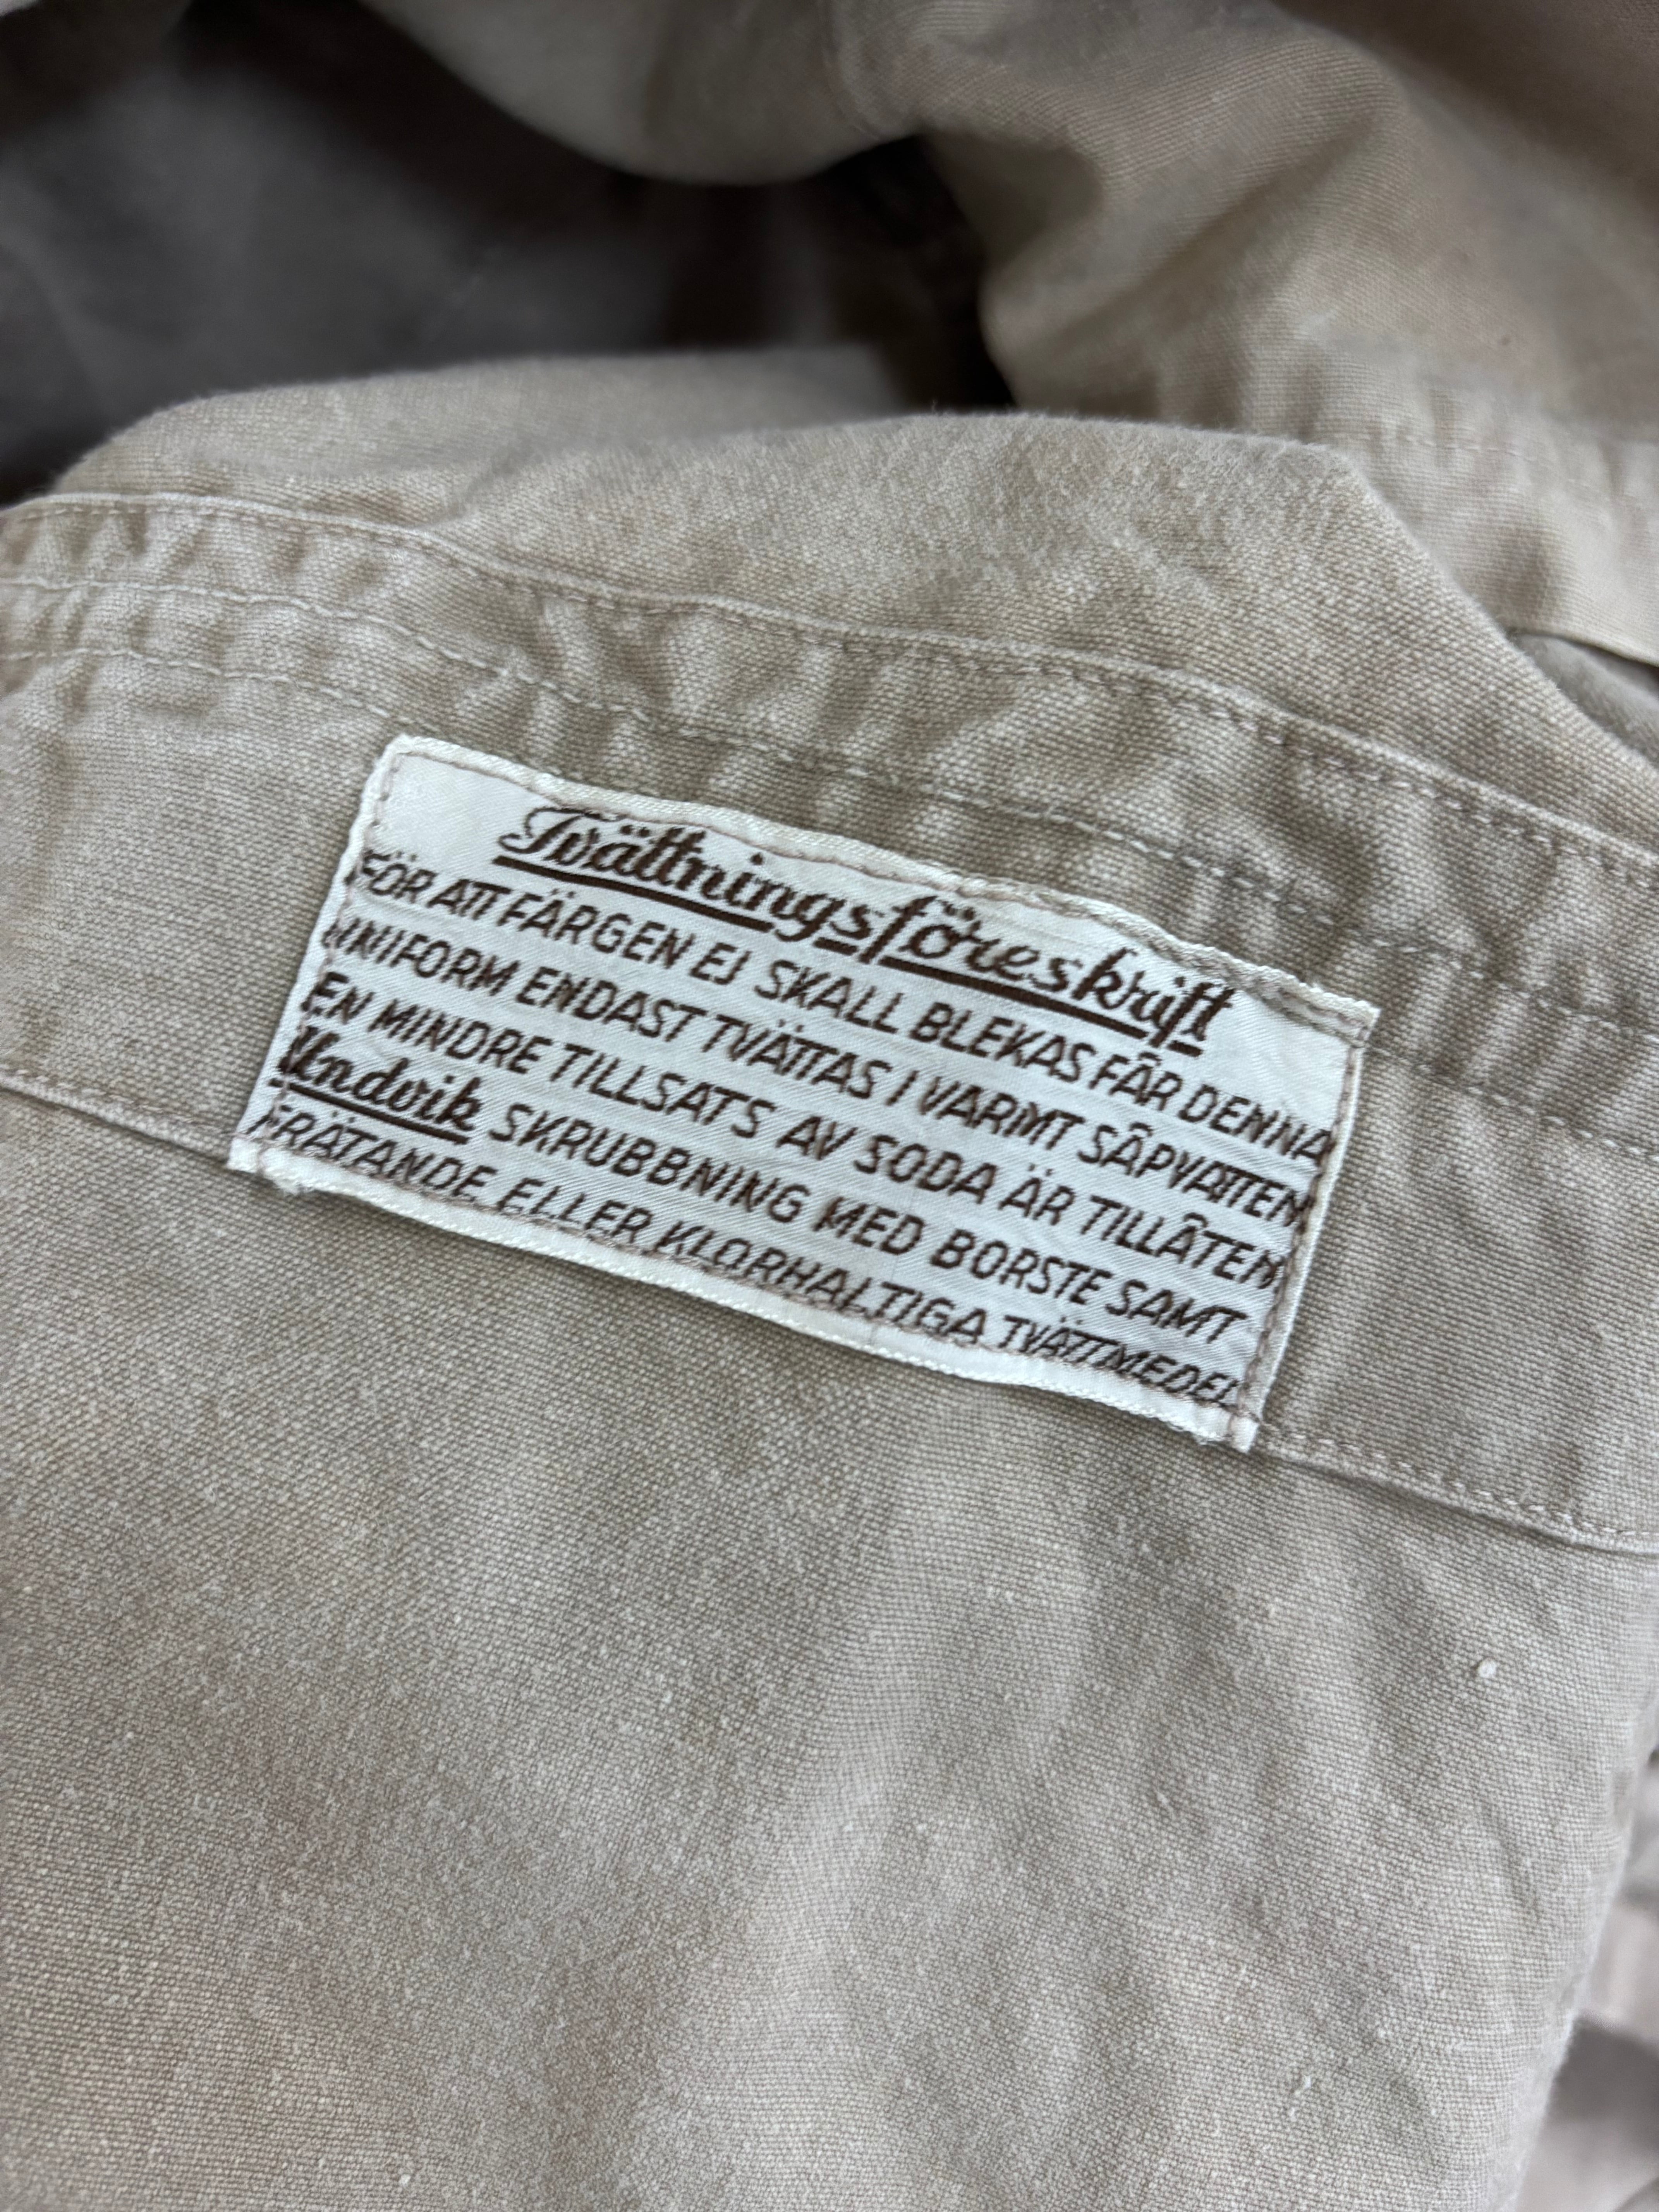 Tvättningsföreskrift
FÖR ATT FÄRGEN EJ SKALL BLEKAS FÅR DENNA
UNIFORM ENDAST TVÄTTAS I VARMT SÅPVATTEN
EN MINDRE TILLSATS AV SODA ÄR TILLÅTEN
Undvik SKRUBBNING MED BORSTE SAMT
FRÄTANDE ELLER KLORHALTIGA TVÄTTMEDEL